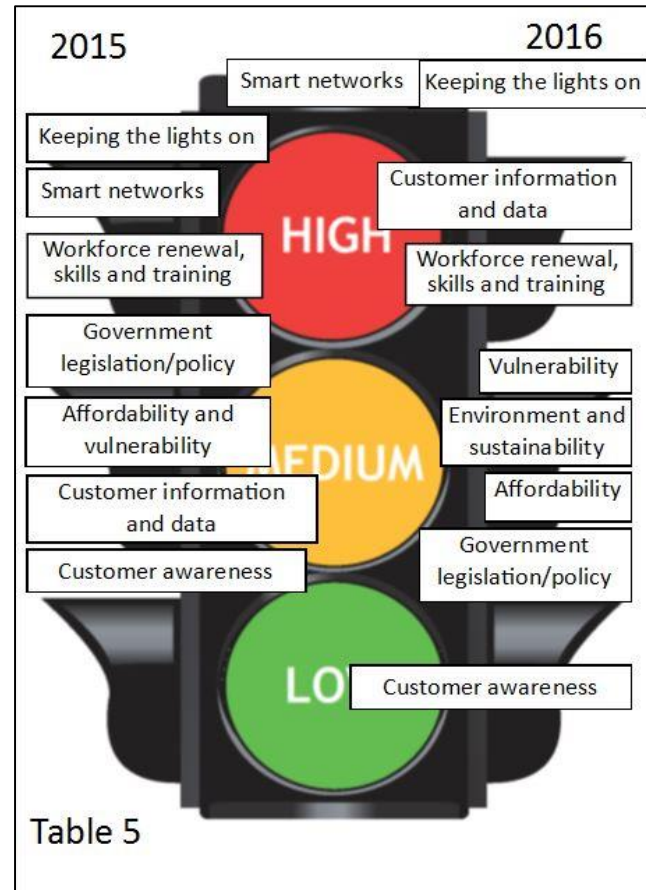 2015
2016
Smart networks
Keeping the lights on
Keeping the lights on
Smart networks
Customer information
and data
HIGH
Workforce renewal,
skills and training
Workforce renewal,
skills and training
Government
legislation/policy
Vulnerability
Affordability and
vulnerability
Environment and
sustainability
MEDIUM
Customer information
and data
Affordability
Customer awareness
Government
legislation/policy
LOW
Customer awareness
Table 5